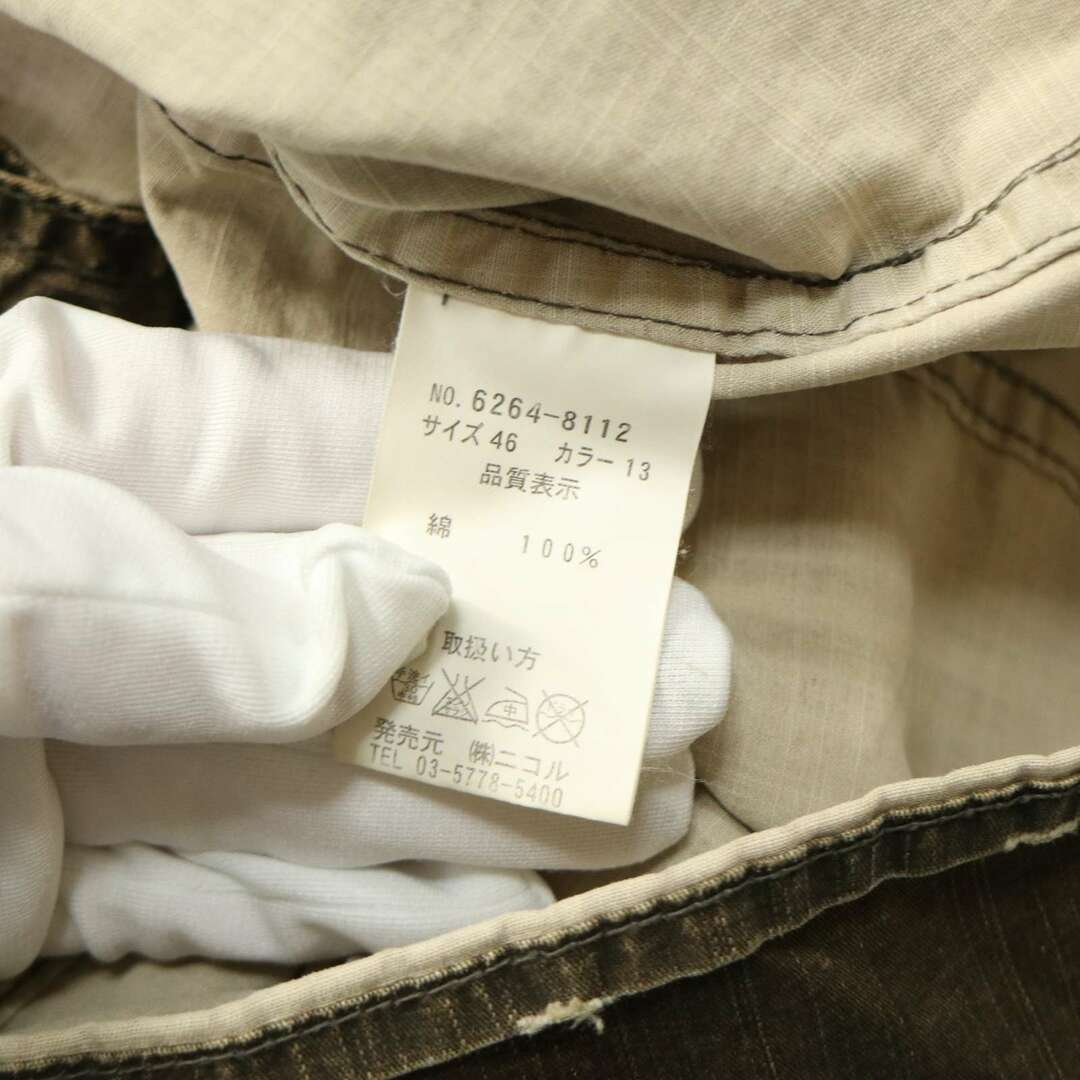 NO. 6264-8112
サイズ 46 カラー 13
品質表示
綿 100%
取扱い方
中
発売元 ㈱ニコル
TEL 03-5778-5400